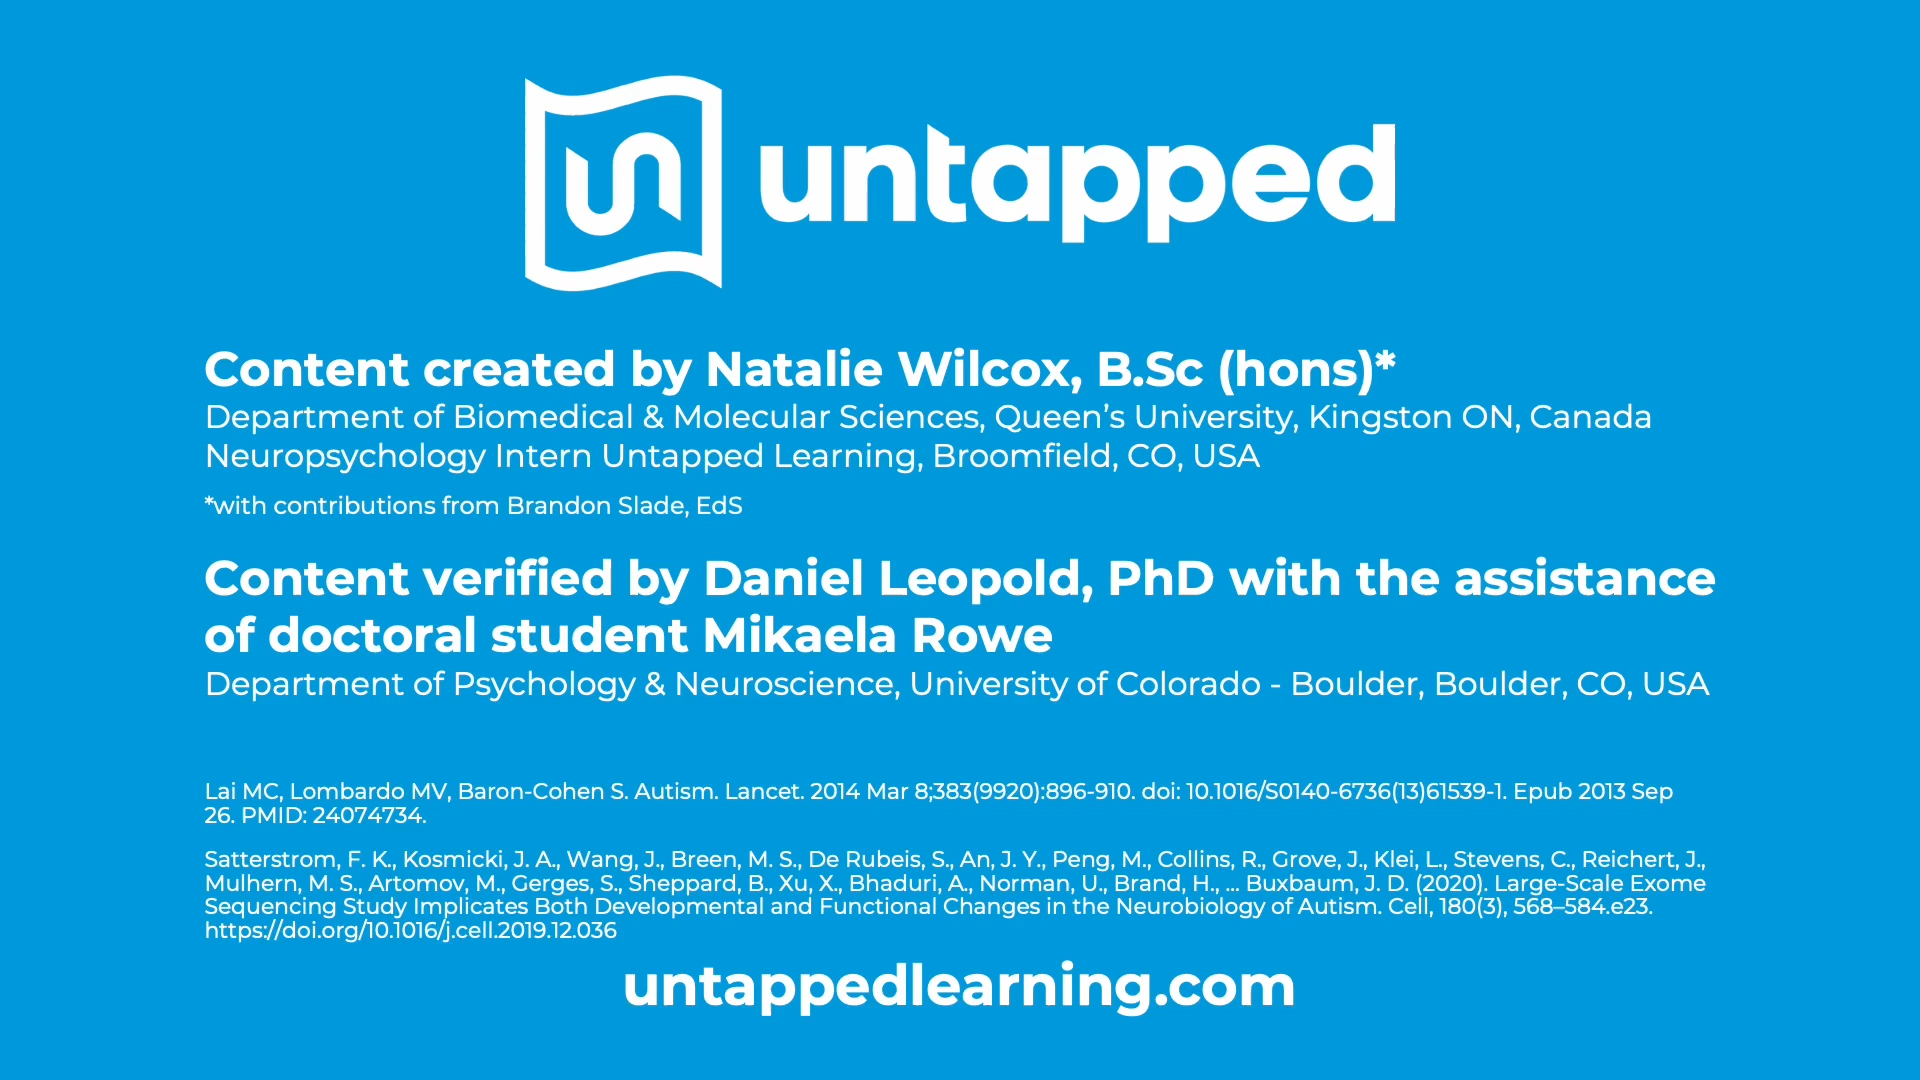 un untapped
Content created by Natalie Wilcox, B.Sc (hons)*
Department of Biomedical & Molecular Sciences, Queen’s University, Kingston ON, Canada
Neuropsychology Intern Untapped Learning, Broomfield, CO, USA
*with contributions from Brandon Slade, EdS
Content verified by Daniel Leopold, PhD with the assistance
of doctoral student Mikaela Rowe
Department of Psychology & Neuroscience, University of Colorado - Boulder, Boulder, CO, USA
Lai MC, Lombardo MV, Baron-Cohen S. Autism. Lancet. 2014 Mar 8;383(9920):896-910. doi: 10.1016/S0140-6736(13)61539-1. Epub 2013 Sep
26. PMID: 24074734.
Satterstrom, F. K., Kosmicki, J. A., Wang, J., Breen, M. S., De Rubeis, S., An, J. Y., Peng, M., Collins, R., Grove, J., Klei, L., Stevens, C., Reichert, J.,
Mulhern, M. S., Artomov, M., Gerges, S., Sheppard, B., Xu, X., Bhaduri, A., Norman, U., Brand, H., ... Buxbaum, J. D. (2020). Large-Scale Exome
Sequencing Study Implicates Both Developmental and Functional Changes in the Neurobiology of Autism. Cell, 180(3), 568–584.e23.
https://doi.org/10.1016/j.cell.2019.12.036
untappedlearning.com